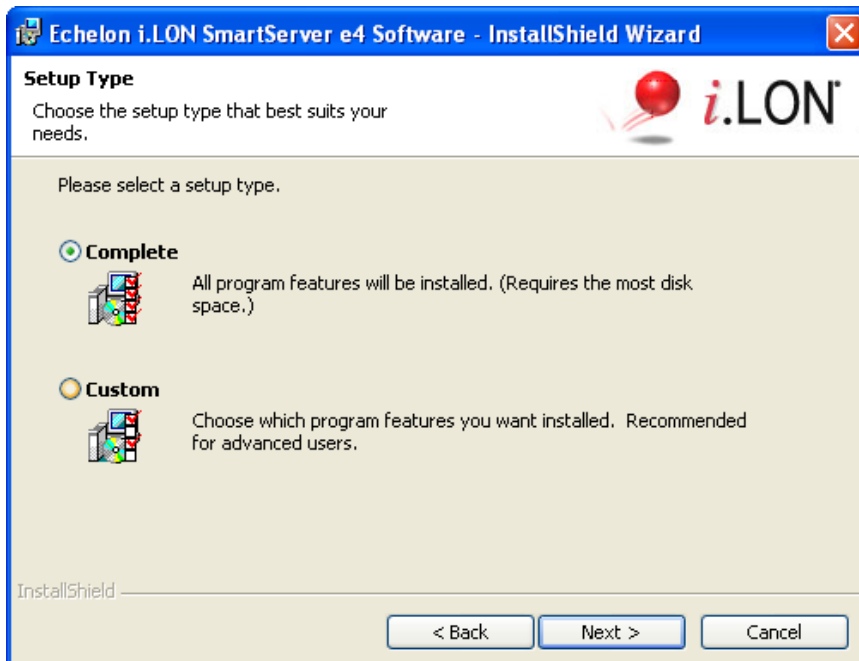 Echelon i.LON SmartServer e4 Software - InstallShield Wizard
Setup Type
Choose the setup type that best suits your
needs.
i.LON
Please select a setup type.
Complete
All program features will be installed. (Requires the most disk
space.)
Custom
Choose which program features you want installed.  Recommended
for advanced users.
InstallShield
< Back
Next >
Cancel